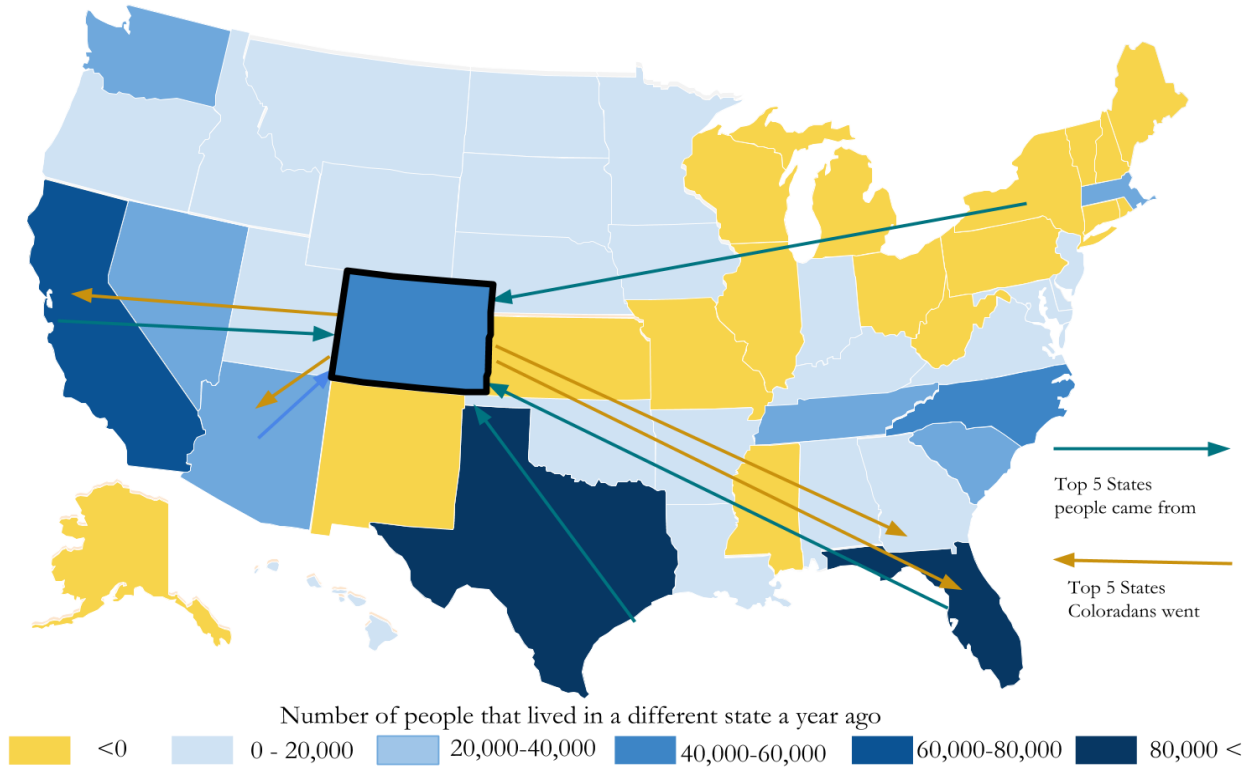 Top 5 States
people came from
Top 5 States
Coloradans went
Number of people that lived in a different state a year ago
<0
0 - 20,000
20,000-40,000
40,000-60,000
60,000-80,000
80,000 <